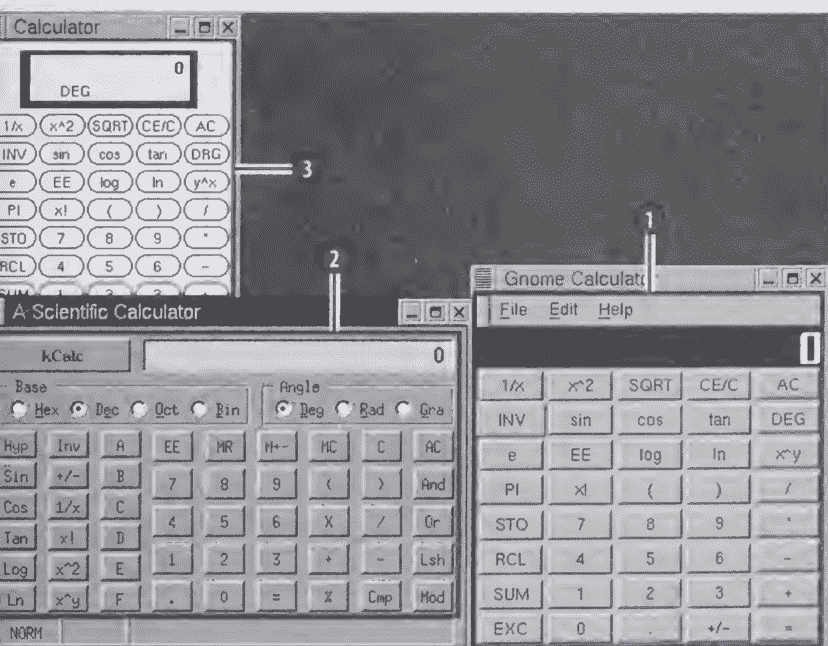 Calculator
0
DEG
1/x x^2 SQRT CE/C AC
INV sin cos tan DRG
e EE log ln y^x
PI x! ( ) /
STO 7 8 9 *
RCL 4 5 6 -
SUM 1 2 3 +
3
2
1
A Scientific Calculator
kCalc 0
Base Angle
Hex Dec Oct Bin Deg Rad Gra
Hyp Inv A EE MR M+- MC C AC
Sin +/- B 7 8 9 ( ) And
Cos 1/x C 4 5 6 X / Or
Tan x! D 1 2 3 + - Lsh
Log x^2 E . 0 = % Cmp Mod
Ln x^y F
NORM
Gnome Calculator
File Edit Help
0
1/x x^2 SQRT CE/C AC
INV sin cos tan DEG
e EE log ln x^y
PI x! ( ) /
STO 7 8 9 *
RCL 4 5 6 -
SUM 1 2 3 +
EXC 0 . +/- =